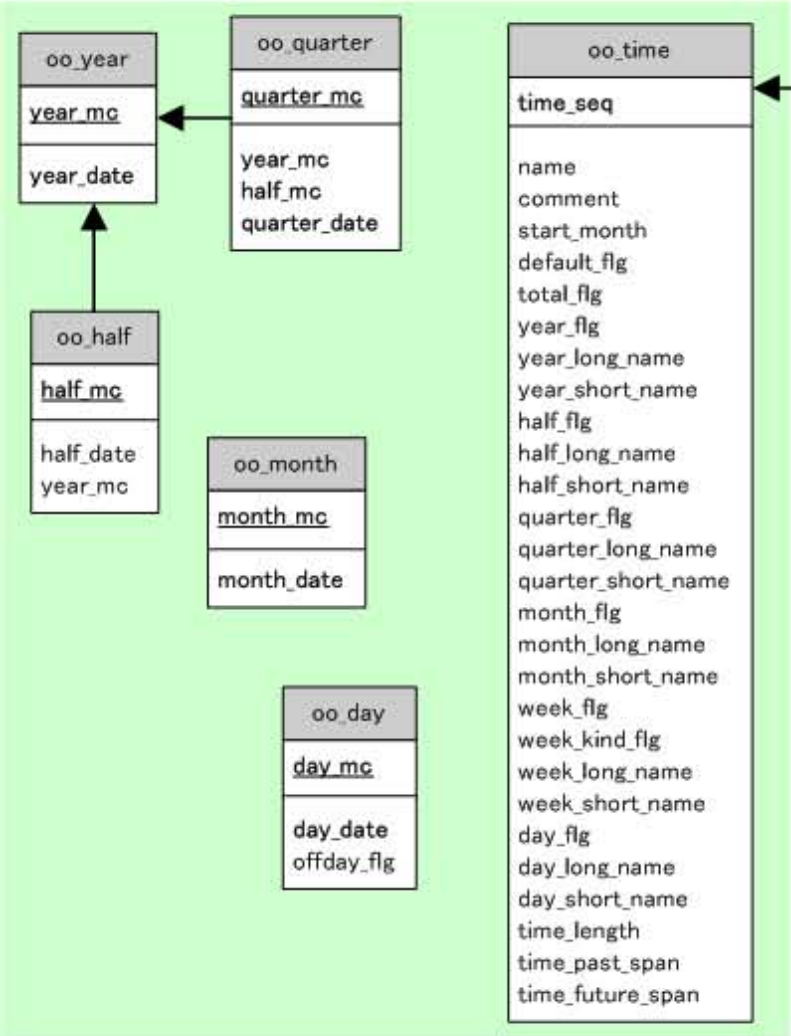 oo_year
year_mc
year_date
oo_quarter
quarter_mc
year_mc
half_mc
quarter_date
oo_half
half_mc
half_date
year_mc
oo_month
month_mc
month_date
oo_day
day_mc
day_date
offday_flg
oo_time
time_seq
name
comment
start_month
default_flg
total_flg
year_flg
year_long_name
year_short_name
half_flg
half_long_name
half_short_name
quarter_flg
quarter_long_name
quarter_short_name
month_flg
month_long_name
month_short_name
week_flg
week_kind_flg
week_long_name
week_short_name
day_flg
day_long_name
day_short_name
time_length
time_past_span
time_future_span